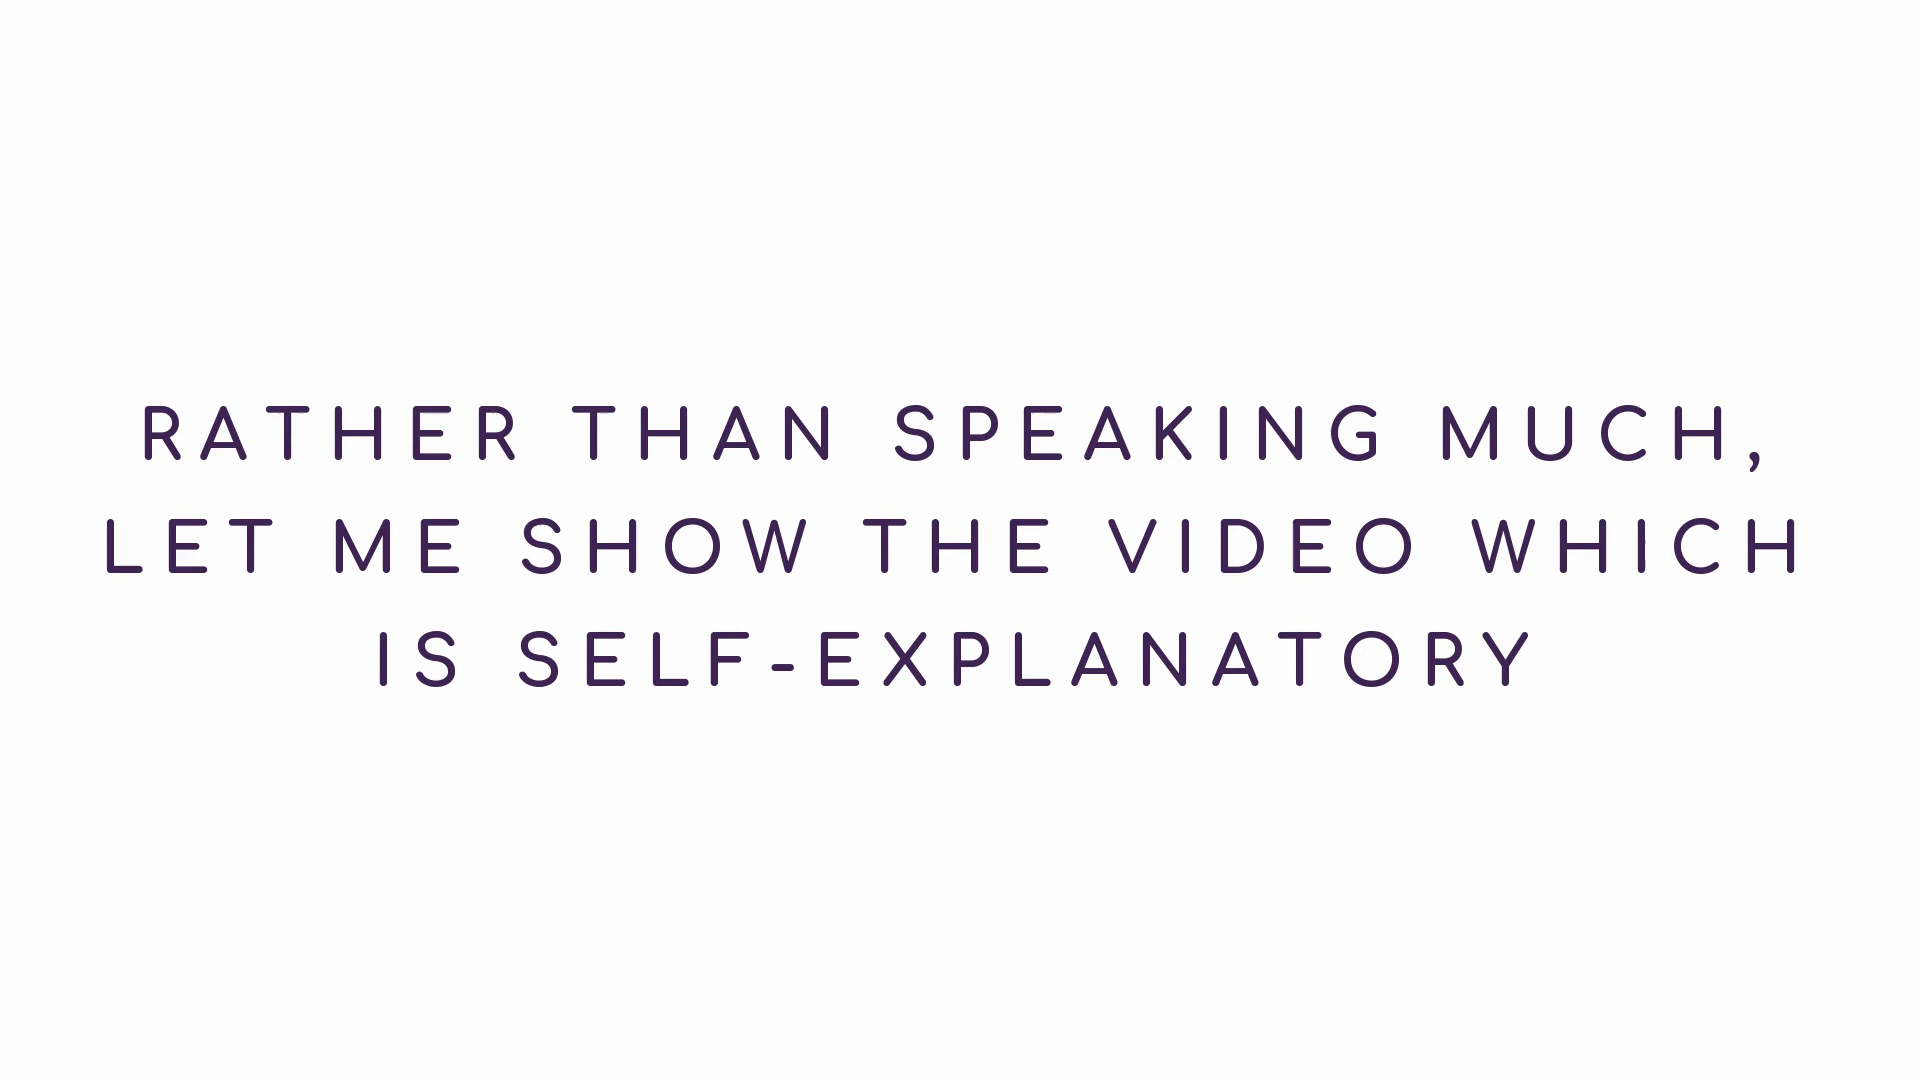 RATHER THAN SPEAKING MUCH,
LET ME SHOW THE VIDEO WHICH
IS SELF-EXPLANATORY